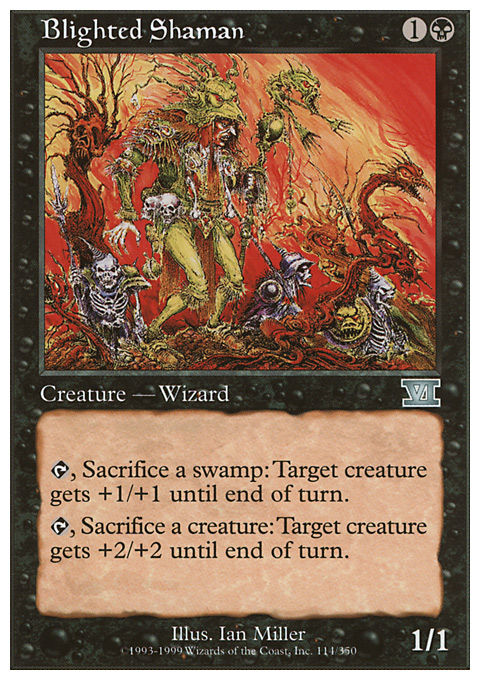 Blighted Shaman 1
Creature — Wizard VI
, Sacrifice a swamp: Target creature
gets +1/+1 until end of turn.
, Sacrifice a creature: Target creature
gets +2/+2 until end of turn.
Illus. Ian Miller
©1993-1999 Wizards of the Coast, Inc. 114/350
1/1